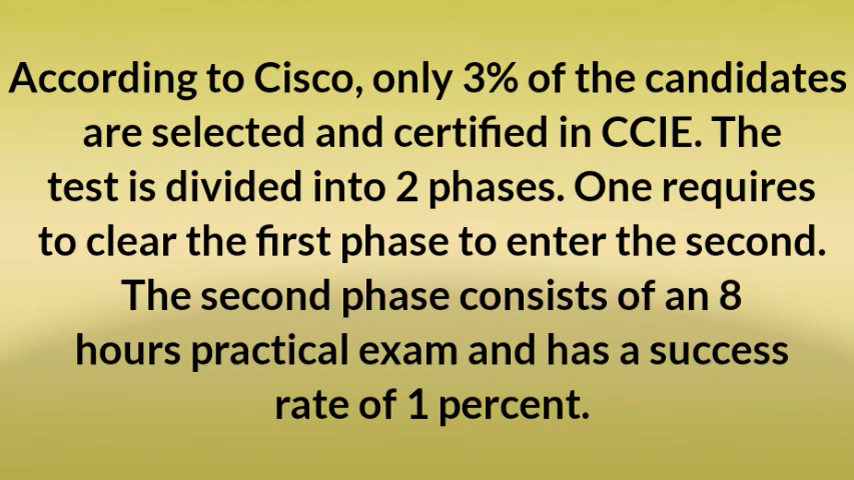 According to Cisco, only 3% of the candidates
are selected and certified in CCIE. The
test is divided into 2 phases. One requires
to clear the first phase to enter the second.
The second phase consists of an 8
hours practical exam and has a success
rate of 1 percent.